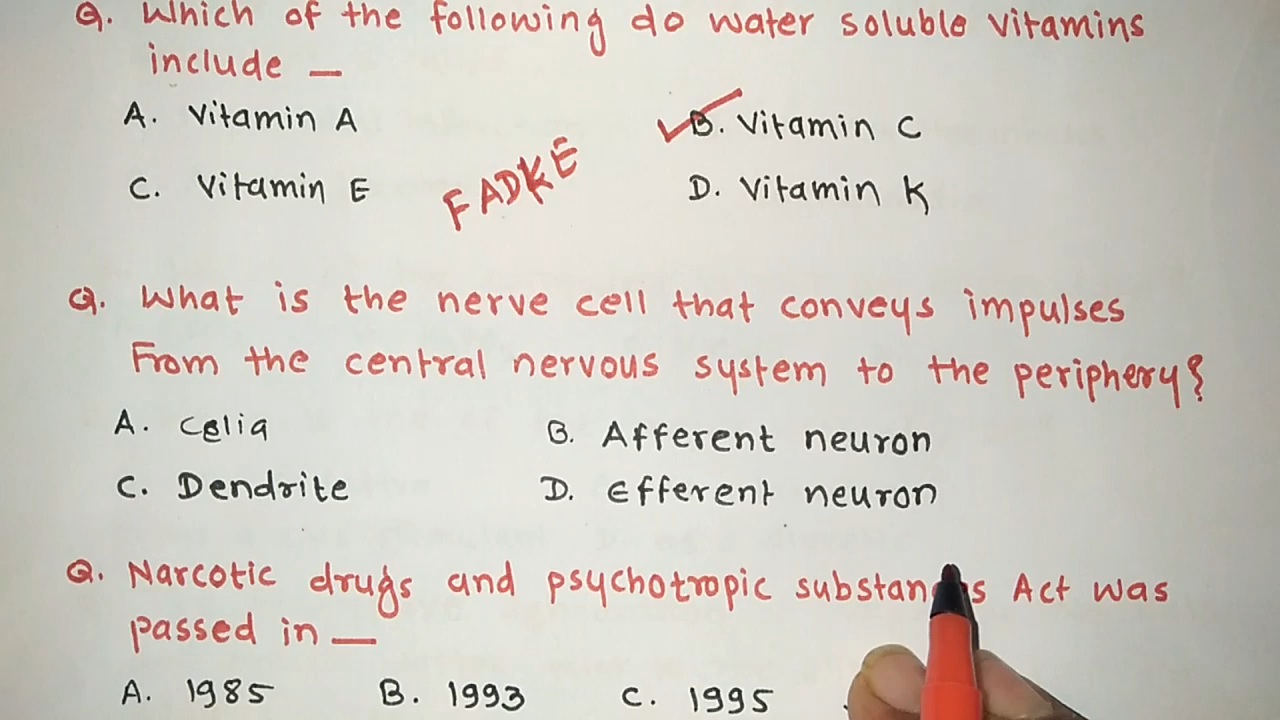 Q. Which of the following do water soluble vitamins
include —
A. Vitamin A
B. Vitamin C
C. Vitamin E
D. Vitamin K
FADKE
Q. What is the nerve cell that conveys impulses
From the central nervous system to the periphery?
A. Celia
B. Afferent neuron
C. Dendrite
D. Efferent neuron
Q. Narcotic drugs and psychotropic substances Act was
passed in —
A. 1985 B. 1993 C. 1995